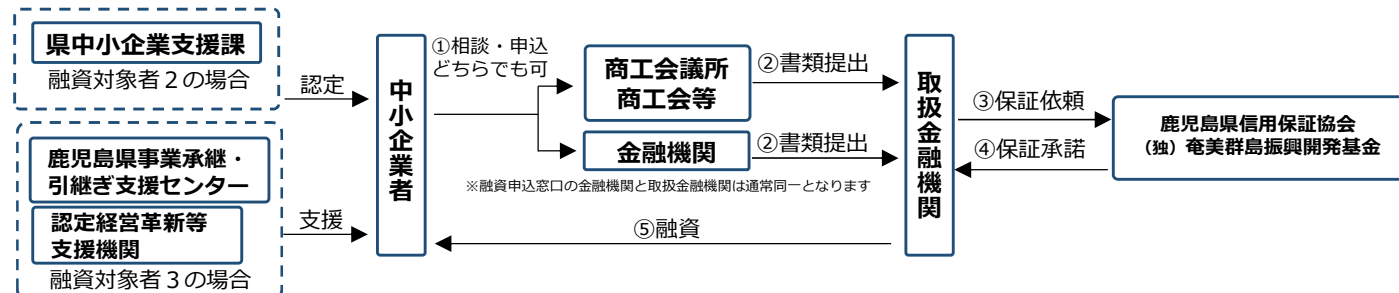 県中小企業支援課
融資対象者２の場合
認定
鹿児島県事業承継・
引継ぎ支援センター
認定経営革新等
支援機関
融資対象者３の場合
支援
中小企業者
①相談・申込
どちらでも可
商工会議所
商工会等
②書類提出
金融機関
②書類提出
※融資申込窓口の金融機関と取扱金融機関は通常同一となります
⑤融資
取扱金融機関
③保証依頼
④保証承諾
鹿児島県信用保証協会
（独）奄美群島振興開発基金